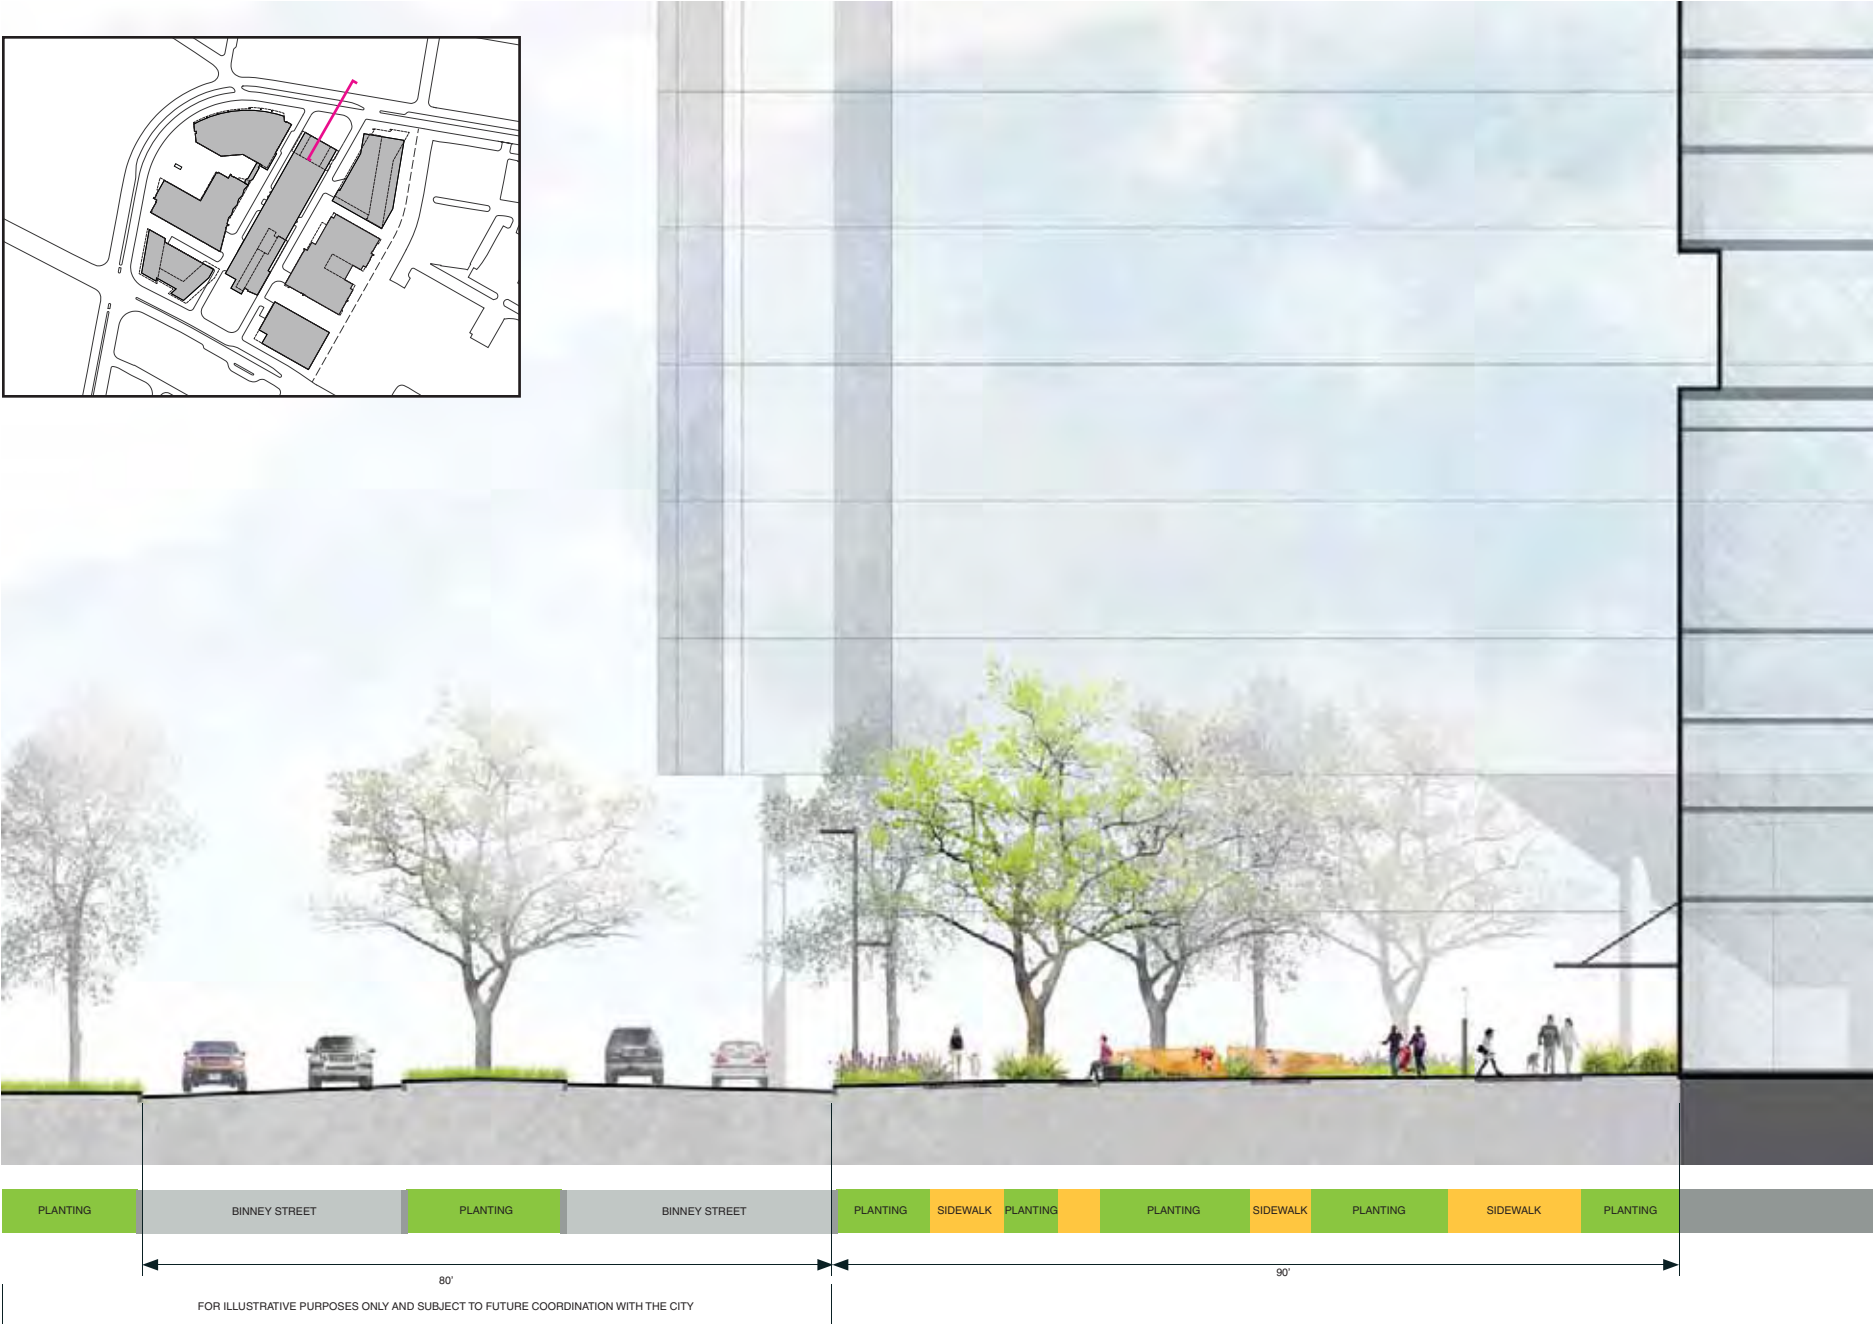 PLANTING
BINNEY STREET
PLANTING
BINNEY STREET
PLANTING
SIDEWALK
PLANTING
PLANTING
SIDEWALK
PLANTING
SIDEWALK
PLANTING
80'
90'
FOR ILLUSTRATIVE PURPOSES ONLY AND SUBJECT TO FUTURE COORDINATION WITH THE CITY